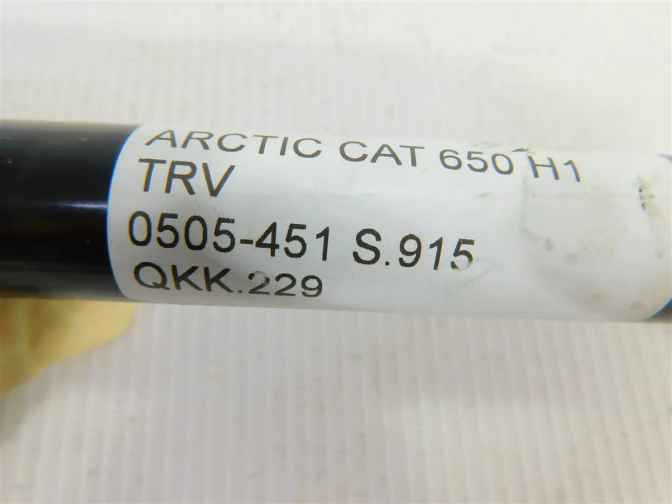 ARCTIC CAT 650 H1
TRV
0505-451 S.915
QKK.229